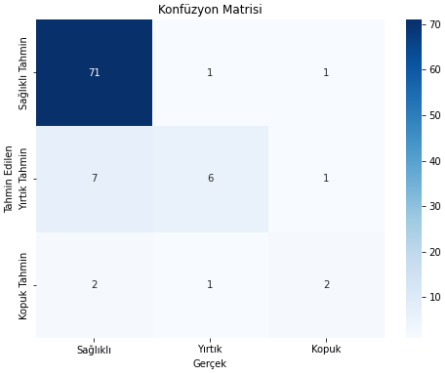 Konfüzyon Matrisi
Tahmin Edilen
Sağlıklı Tahmin
71 1 1
Yırtık Tahmin
7 6 1
Kopuk Tahmin
2 1 2
Sağlıklı Yırtık Kopuk
Gerçek
70
60
50
40
30
20
10